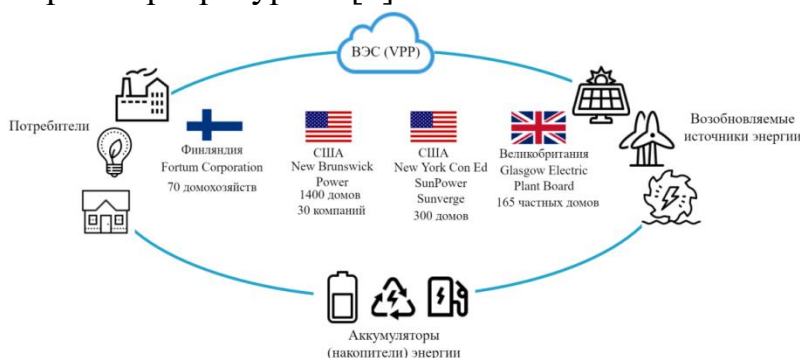 ВЭС (VPP)
Потребители
Финляндия
Fortum Corporation
70 домохозяйств
США
New Brunswick
Power
1400 домов
30 компаний
США
New York Con Ed
SunPower
Sunverge
300 домов
Великобритания
Glasgow Electric
Plant Board
165 частных домов
Возобновляемые
источники энергии
Аккумуляторы
(накопители) энергии